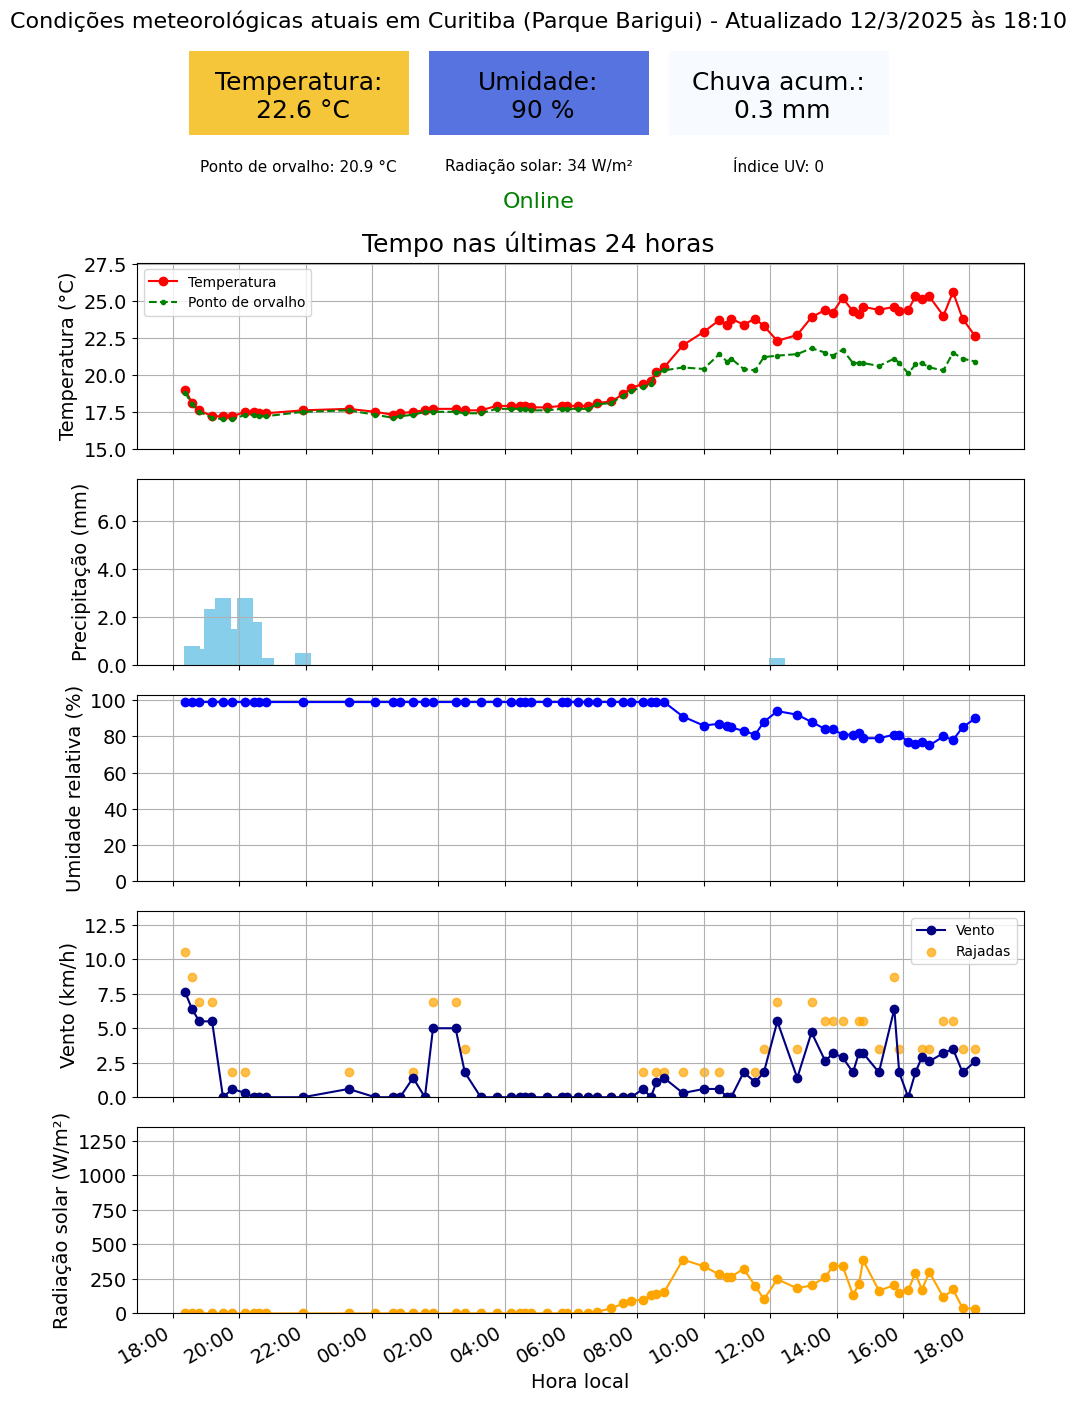 Condições meteorológicas atuais em Curitiba (Parque Barigui) - Atualizado 12/3/2025 às 18:10
Temperatura:
22.6 °C
Umidade:
90 %
Chuva acum.:
0.3 mm
Ponto de orvalho: 20.9 °C
Radiação solar: 34 W/m²
Índice UV: 0
Online
Tempo nas últimas 24 horas
Temperatura (°C)
27.5
25.0
22.5
20.0
17.5
15.0
Temperatura
Ponto de orvalho
Precipitação (mm)
6.0
4.0
2.0
0.0
Umidade relativa (%)
100
80
60
40
20
0
Vento (km/h)
12.5
10.0
7.5
5.0
2.5
0.0
Vento
Rajadas
Radiação solar (W/m²)
1250
1000
750
500
250
0
18:00
20:00
22:00
00:00
02:00
04:00
06:00
08:00
10:00
12:00
14:00
16:00
18:00
Hora local